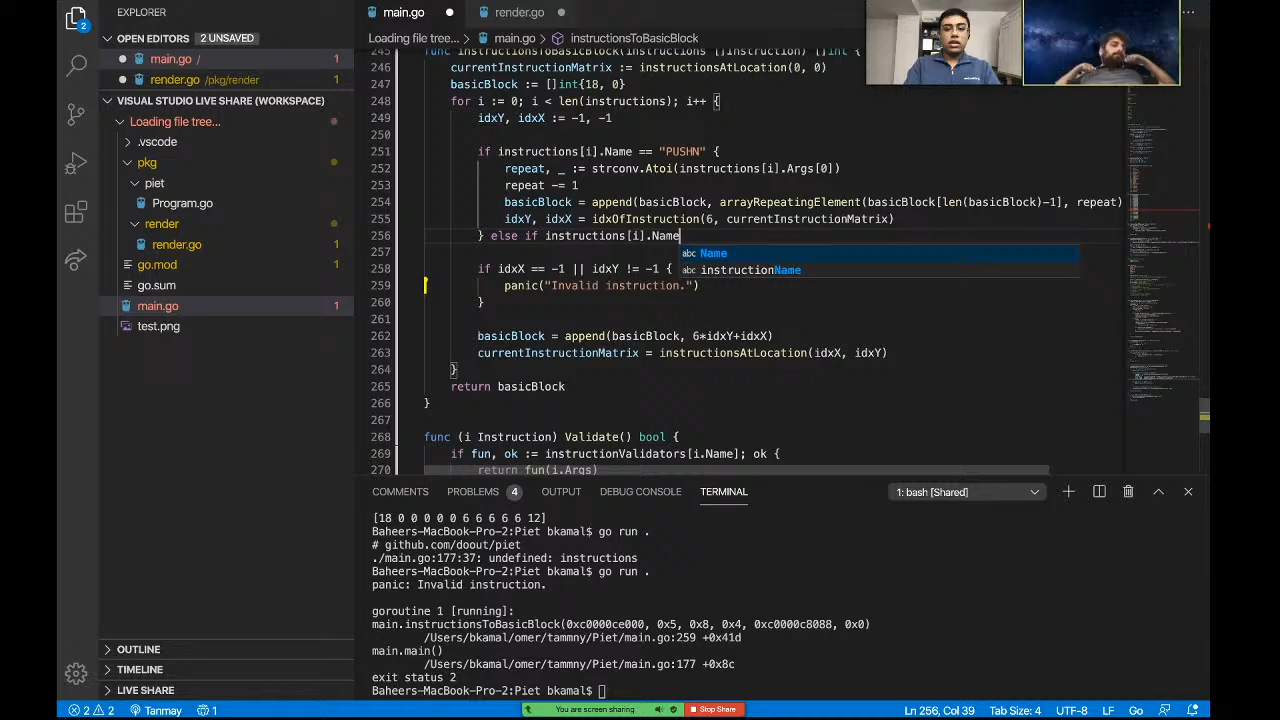 EXPLORER
main.go
render.go
OPEN EDITORS 2 UNSAVED
main.go / 1
render.go /pkg/render 1
VISUAL STUDIO LIVE SHARE (WORKSPACE)
Loading file tree...
.vscode
pkg
piet
Program.go
render
render.go 1
go.mod
go.sum
main.go 1
test.png
OUTLINE
TIMELINE
LIVE SHARE
Loading file tree... > main.go > instructionsToBasicBlock
245 func instructionsToBasicBlock(instructions []Instruction) []int {
246 currentInstructionMatrix := instructionsAtLocation(0, 0)
247 basicBlock := []int{18, 0}
248 for i := 0; i < len(instructions); i++ {
249 idxY, idxX := -1, -1
250
251 if instructions[i].Name == "PUSHN" {
252 repeat, _ := strconv.Atoi(instructions[i].Args[0])
253 repeat -= 1
254 basicBlock = append(basicBlock, arrayRepeatingElement(basicBlock[len(basicBlock)-1], repeat)
255 idxY, idxX = idxOfInstruction(6, currentInstructionMatrix)
256 } else if instructions[i].Name
abc Name
abc instructionName
257
258 if idxX == -1 || idxY != -1 {
259 panic("Invalid instruction.")
260 }
261
262 basicBlock = append(basicBlock, 6*idxY+idxX)
263 currentInstructionMatrix = instructionsAtLocation(idxX, idxY)
264 }
265 return basicBlock
266 }
267
268 func (i Instruction) Validate() bool {
269 if fun, ok := instructionValidators[i.Name]; ok {
270 return fun(i.Args)
COMMENTS PROBLEMS 4 OUTPUT DEBUG CONSOLE TERMINAL 1: bash [Shared]
[18 0 0 0 0 0 6 6 6 6 6 12]
Baheers-MacBook-Pro-2:Piet bkamal$ go run .
# github.com/doout/piet
./main.go:177:37: undefined: instructions
Baheers-MacBook-Pro-2:Piet bkamal$ go run .
panic: Invalid instruction.
goroutine 1 [running]:
main.instructionsToBasicBlock(0xc0000ce000, 0x5, 0x8, 0x4, 0xc0000c8088, 0x0)
/Users/bkamal/omer/tammny/Piet/main.go:259 +0x41d
main.main()
/Users/bkamal/omer/tammny/Piet/main.go:177 +0x8c
exit status 2
Baheers-MacBook-Pro-2:Piet bkamal$
2 2 Tanmay 1 You are screen sharing Stop Share Ln 256, Col 39 Tab Size: 4 UTF-8 LF Go